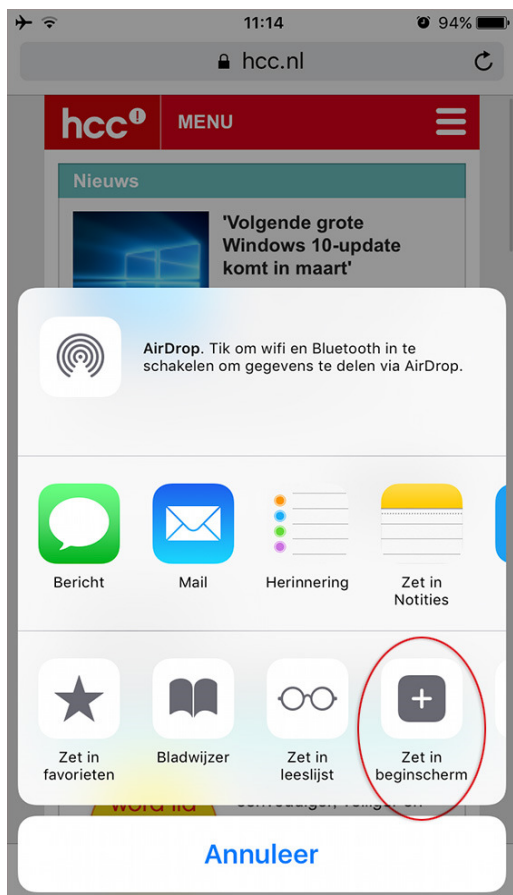 11:14
94%
hcc.nl
hcc!
MENU
Nieuws
'Volgende grote
Windows 10-update
komt in maart'
AirDrop. Tik om wifi en Bluetooth in te
schakelen om gegevens te delen via AirDrop.
Bericht
Mail
Herinnering
Zet in
Notities
Zet in
favorieten
Bladwijzer
Zet in
leeslijst
Zet in
beginscherm
Annuleer